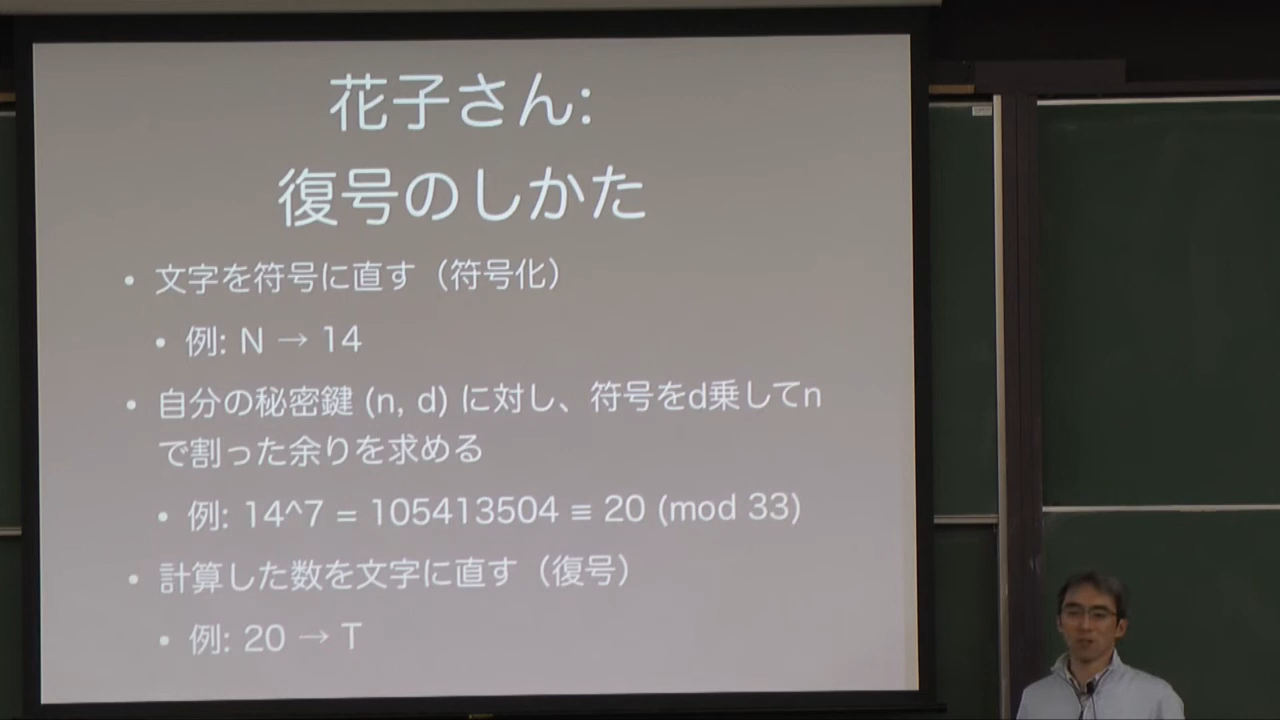 花子さん:
復号のしかた
• 文字を符号に直す（符号化）
• 例: N → 14
• 自分の秘密鍵 (n, d) に対し、符号をd乗してn
で割った余りを求める
• 例: 14^7 = 105413504 ≡ 20 (mod 33)
• 計算した数を文字に直す（復号）
• 例: 20 → T